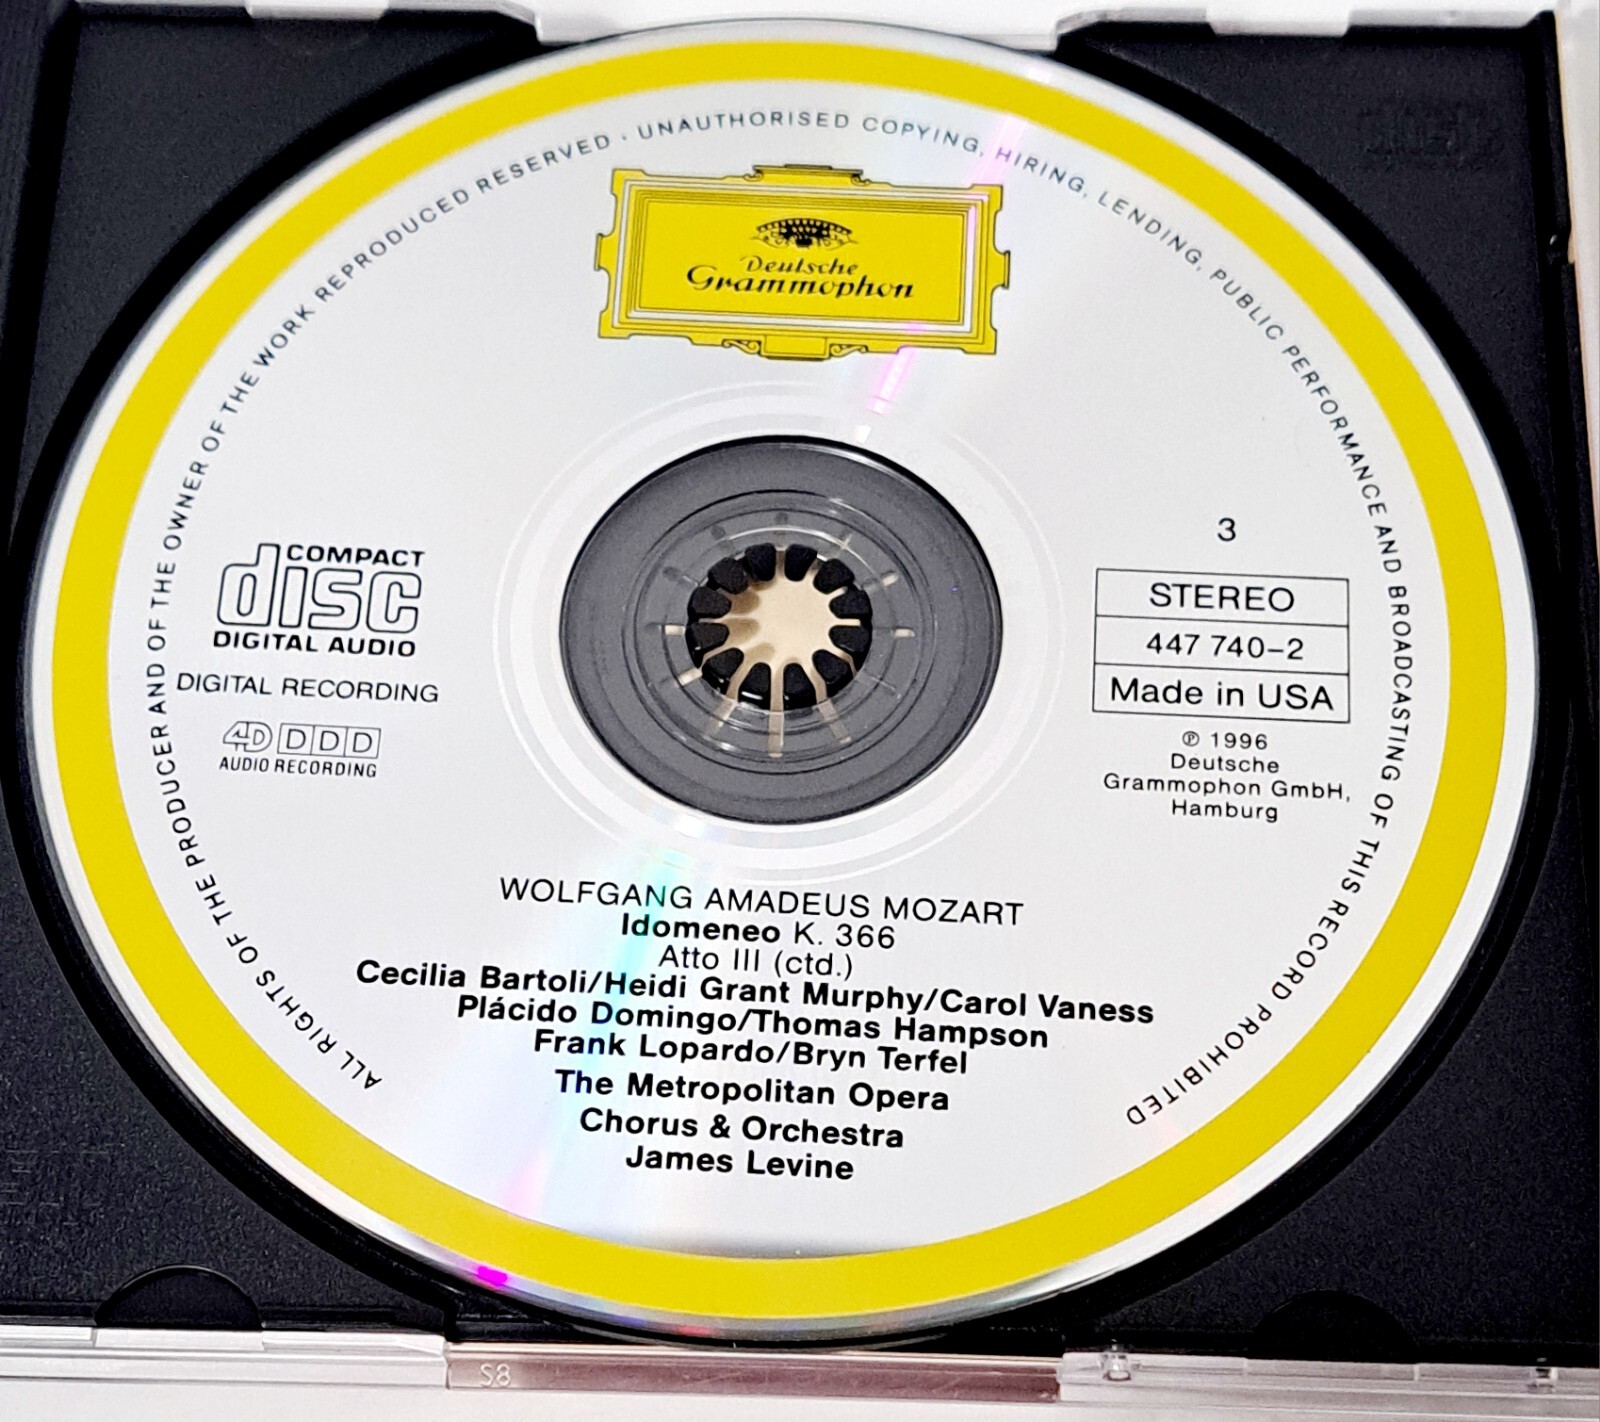 ALL RIGHTS OF THE PRODUCER AND OF THE OWNER OF THE WORK REPRODUCED RESERVED · UNAUTHORISED COPYING, HIRING, LENDING, PUBLIC PERFORMANCE AND BROADCASTING OF THIS RECORD PROHIBITED
Deutsche
Grammophon
COMPACT
disc
DIGITAL AUDIO
DIGITAL RECORDING
4D DDD
AUDIO RECORDING
3
STEREO
447 740-2
Made in USA
℗ 1996
Deutsche
Grammophon GmbH,
Hamburg
WOLFGANG AMADEUS MOZART
Idomeneo K. 366
Atto III (ctd.)
Cecilia Bartoli/Heidi Grant Murphy/Carol Vaness
Plácido Domingo/Thomas Hampson
Frank Lopardo/Bryn Terfel
The Metropolitan Opera
Chorus & Orchestra
James Levine
S8